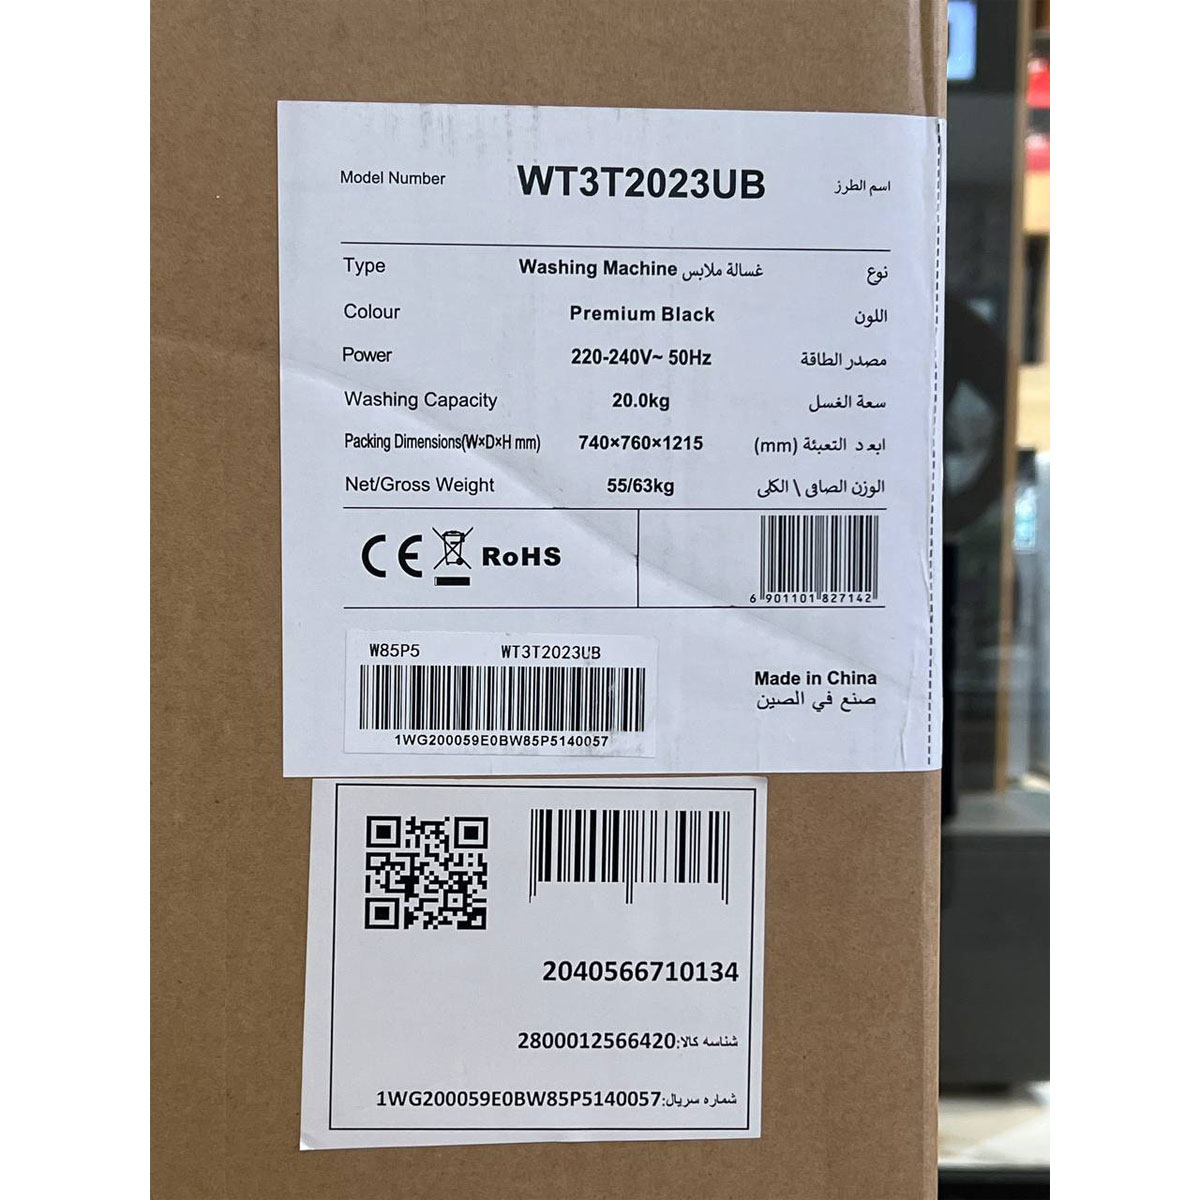 Model Number WT3T2023UB اسم الطرز
Type Washing Machine غسالة ملابس نوع
Colour Premium Black اللون
Power 220-240V~ 50Hz مصدر الطاقة
Washing Capacity 20.0kg سعة الغسل
Packing Dimensions(W×D×H mm) 740×760×1215 ابعد د التعبئة (mm)
Net/Gross Weight 55/63kg الوزن الصافى \ الكلى
CE RoHS
6 901101 827142
W85P5 WT3T2023UB
1WG200059E0BW85P5140057
Made in China
صنع في الصين
2040566710134
شناسه کالا:2800012566420
شماره سریال:1WG200059E0BW85P5140057